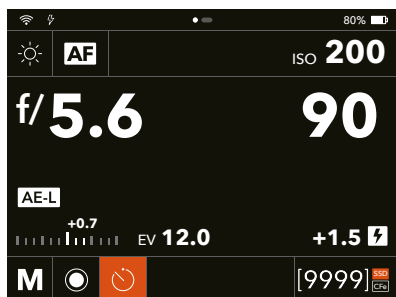 80%
AF
ISO 200
f/5.6 90
AE-L
+0.7
EV 12.0 +1.5
M [9999] SSD
CFe